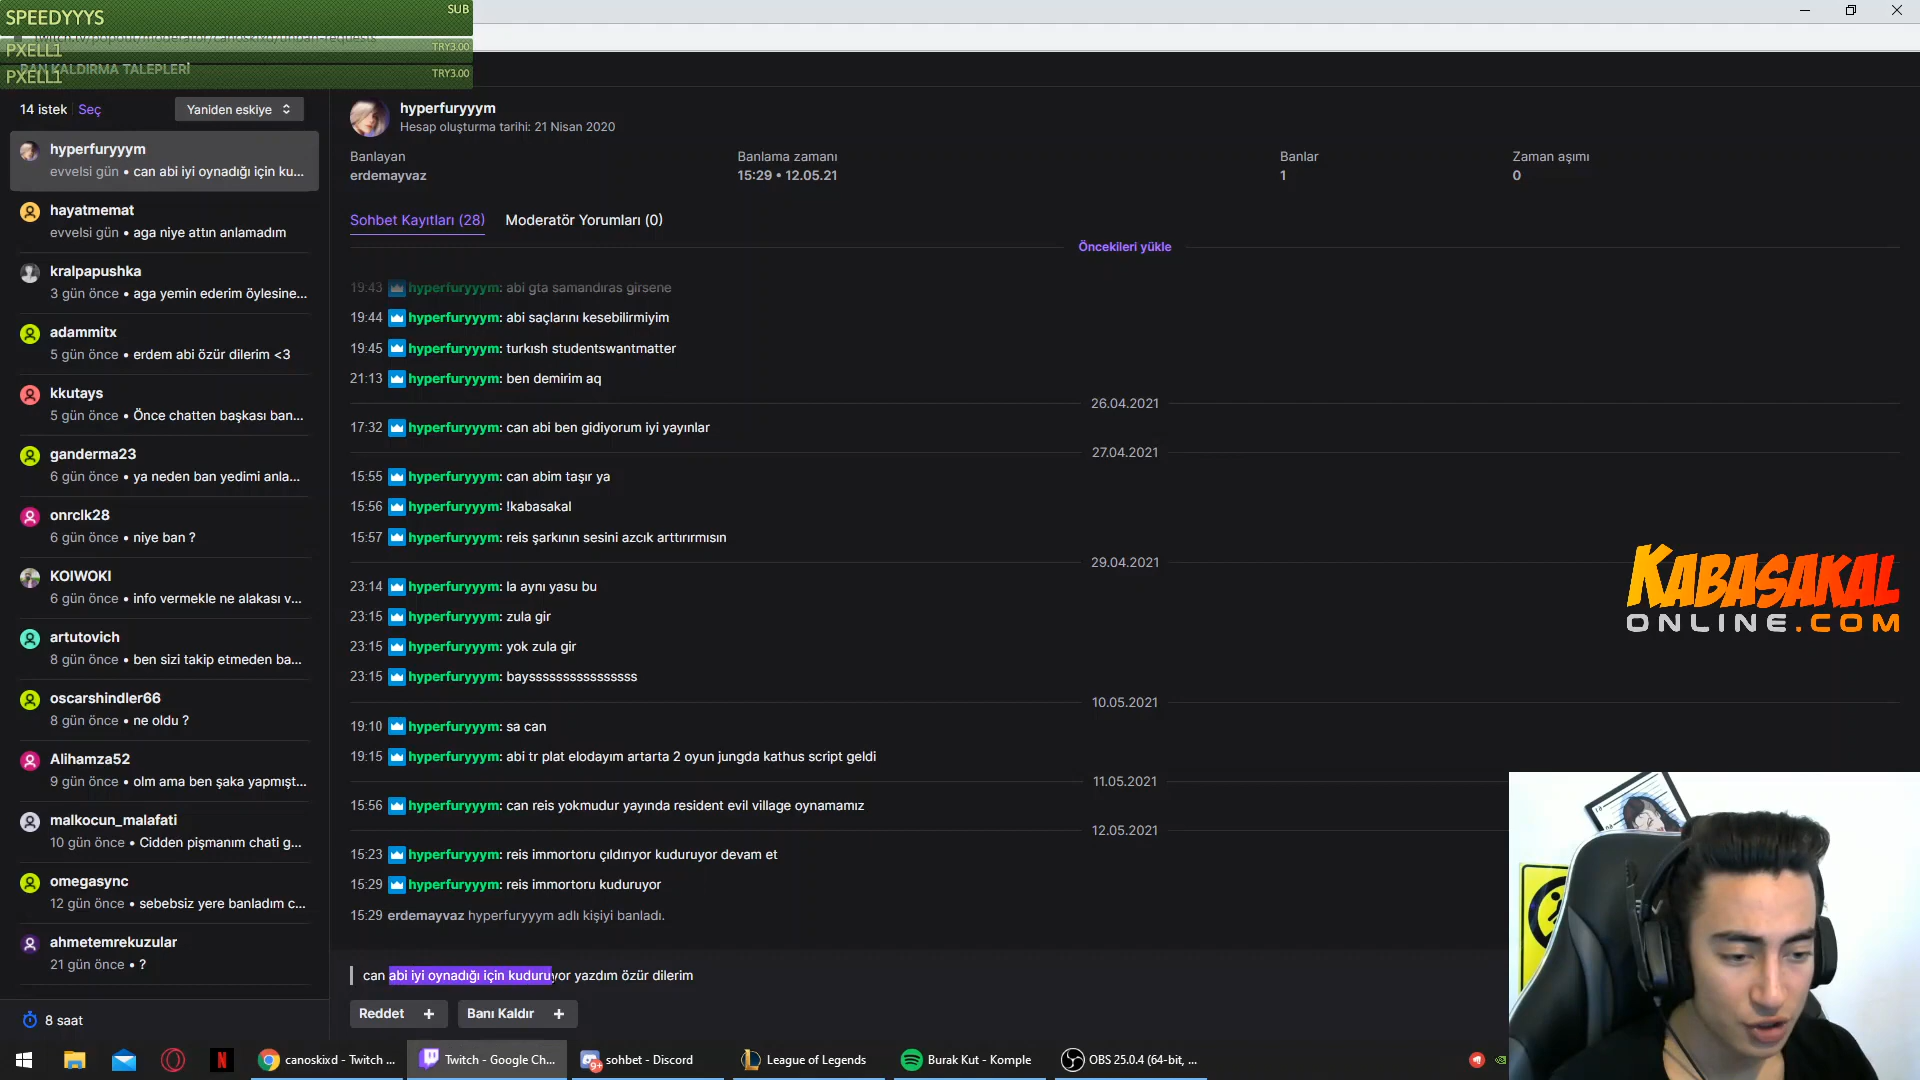 SPEEDYYYS SUB
twitch.tv/popout/moderator/canoskixd/unban-requests
PXELL1 TRY3.00
BAN KALDIRMA TALEPLERİ
PXELL1 TRY3.00
14 istek Seç Yeniden eskiye
hyperfuryyym
evvelsi gün • can abi iyi oynadığı için ku...
hayatmemat
evvelsi gün • aga niye attın anlamadım
kralpapushka
3 gün önce • aga yemin ederim öylesine...
adammitx
5 gün önce • erdem abi özür dilerim <3
kkutays
5 gün önce • Önce chatten başkası ban...
ganderma23
6 gün önce • ya neden ban yedimi anla...
onrclk28
6 gün önce • niye ban ?
KOIWOKI
6 gün önce • info vermekle ne alakası v...
artutovich
8 gün önce • ben sizi takip etmeden ba...
oscarshindler66
8 gün önce • ne oldu ?
Alihamza52
9 gün önce • olm ama ben şaka yapmışt...
malkocun_malafati
10 gün önce • Cidden pişmanım chati g...
omegasync
12 gün önce • sebebsiz yere banladım c...
ahmetemrekuzular
21 gün önce • ?
8 saat
hyperfuryyym
Hesap oluşturma tarihi: 21 Nisan 2020
Banlayan Banlama zamanı Banlar Zaman aşımı
erdemayvaz 15:29 • 12.05.21 1 0
Sohbet Kayıtları (28) Moderatör Yorumları (0)
Öncekileri yükle
19:43 hyperfuryyym: abi gta samandıras girsene
19:44 hyperfuryyym: abi saçlarını kesebilirmiyim
19:45 hyperfuryyym: turkısh studentswantmatter
21:13 hyperfuryyym: ben demirim aq
26.04.2021
17:32 hyperfuryyym: can abi ben gidiyorum iyi yayınlar
27.04.2021
15:55 hyperfuryyym: can abim taşır ya
15:56 hyperfuryyym: !kabasakal
15:57 hyperfuryyym: reis şarkının sesini azcık arttırırmısın
29.04.2021
23:14 hyperfuryyym: la aynı yasu bu
23:15 hyperfuryyym: zula gir
23:15 hyperfuryyym: yok zula gir
23:15 hyperfuryyym: bayssssssssssssssss
10.05.2021
19:10 hyperfuryyym: sa can
19:15 hyperfuryyym: abi tr plat elodayım artarta 2 oyun jungda kathus script geldi
11.05.2021
15:56 hyperfuryyym: can reis yokmudur yayında resident evil village oynamamız
12.05.2021
15:23 hyperfuryyym: reis immortoru çıldırıyor kuduruyor devam et
15:29 hyperfuryyym: reis immortoru kuduruyor
15:29 erdemayvaz hyperfuryyym adlı kişiyi banladı.
can abi iyi oynadığı için kuduruyor yazdım özür dilerim
Reddet + Banı Kaldır +
KABASAKAL
ONLINE.COM
canoskixd - Twitch ... Twitch - Google Ch... 9+ sohbet - Discord League of Legends Burak Kut - Komple OBS 25.0.4 (64-bit, ...